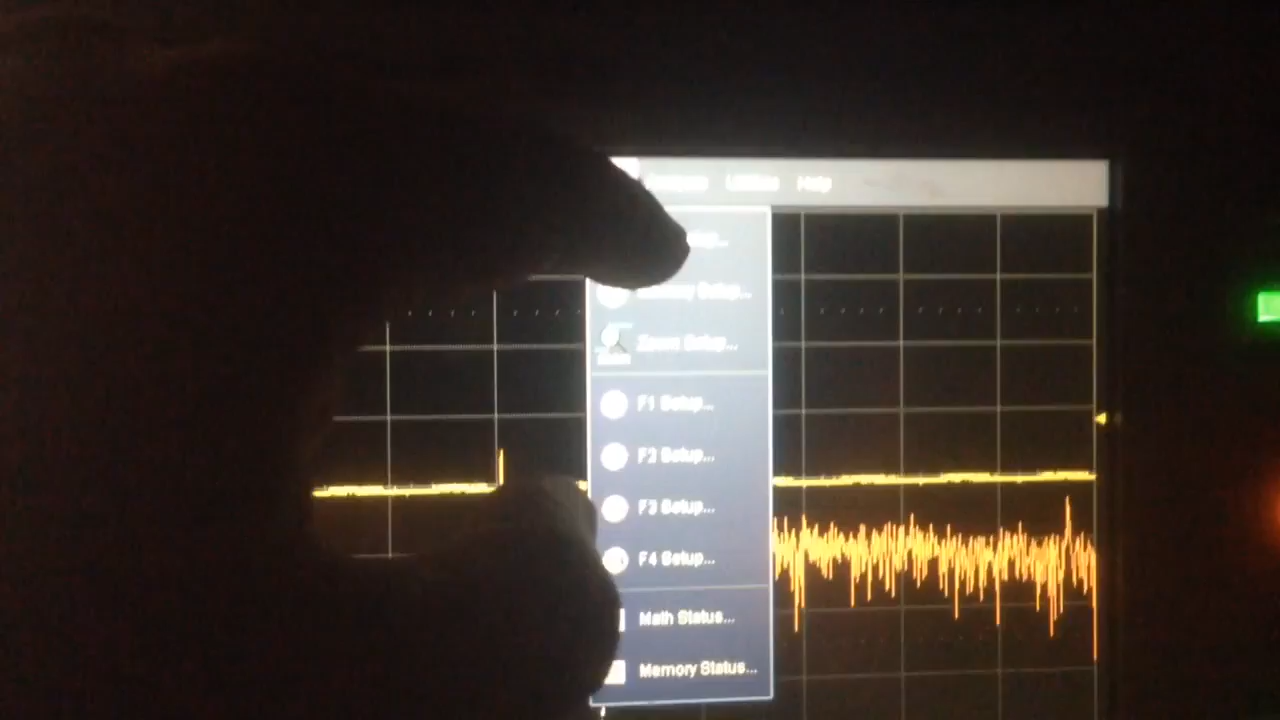 Utilities Help
Zoom Setup...
F1 Setup...
F2 Setup...
F3 Setup...
F4 Setup...
Math Status...
Memory Status...